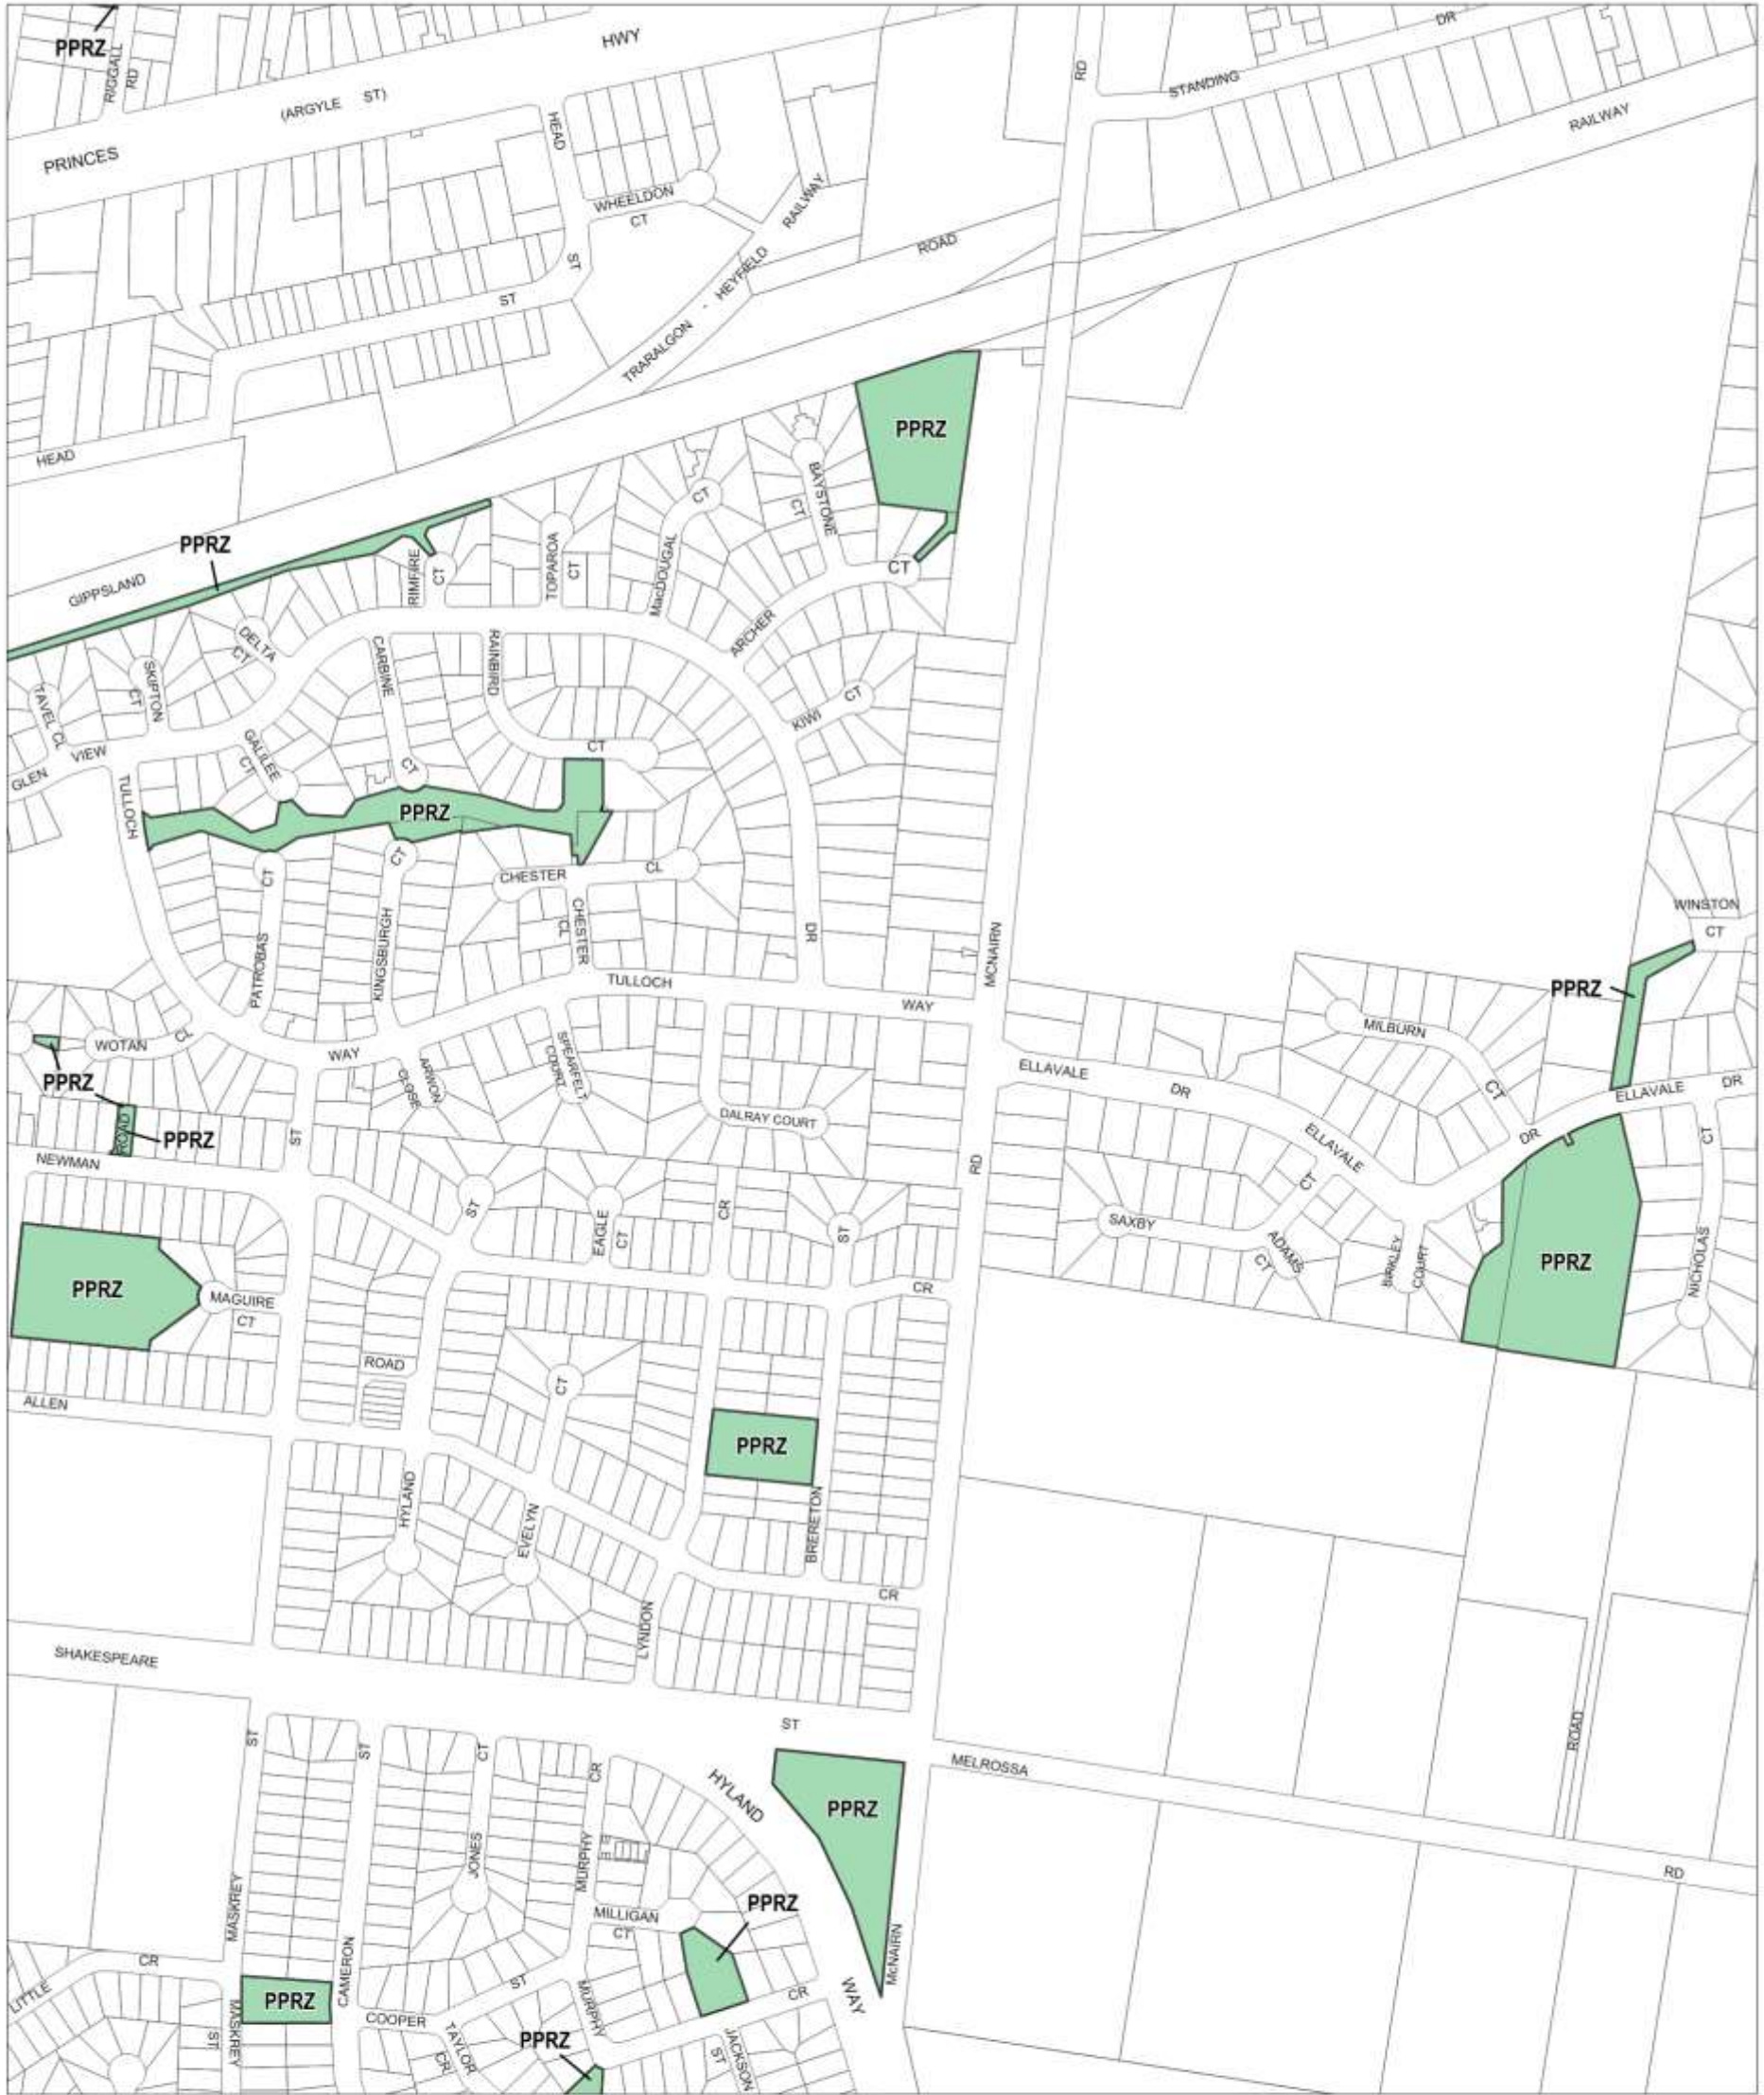 DR
HWY
PPRZ
RIGGALL
RD
RD
STANDING
(ARGYLE ST)
RAILWAY
HEAD
PRINCES
WHEELDON
CT
RAILWAY
ROAD
ST
HEYFIELD
-
ST
TRARALGON
PPRZ
HEAD
CT
BAYSTONE
CT
PPRZ
RIMFIRE
CT
TOPAROA
CT
MacDOUGAL
CT
GIPPSLAND
ARCHER
DELTA
CT
CARBINE
RAINBIRD
SKIPTON
CT
TAVEL CL
CT
KIWI
GALILEE
CT
CT
CT
VIEW
GLEN
TULLOCH
PPRZ
CT
CT
CHESTER
CL
WINSTON
CT
CHESTER
CL
DR
KINGSBURGH
PATROBAS
MCNAIRN
TULLOCH
WAY
PPRZ
MILBURN
CT
WOTAN
CL
WAY
SPEARFELT
COURT
ARWON
CLOSE
ELLAVALE
DR
ELLAVALE
DR
PPRZ
DALRAY COURT
ROAD
PPRZ
ST
NEWMAN
RD
ELLAVALE
DR
CT
CT
ST
EAGLE
CT
CR
ST
SAXBY
ADAMS
CT
BIRKLEY
COURT
NICHOLAS
PPRZ
PPRZ
MAGUIRE
CT
CR
ROAD
CT
ALLEN
PPRZ
HYLAND
EVELYN
BRERETON
CR
LYNDON
SHAKESPEARE
ST
ST
ST
CT
CR
ROAD
MELROSSA
HYLAND
PPRZ
JONES
MURPHY
RD
MASKREY
PPRZ
MILLIGAN
CT
McNAIRN
CR
CAMERON
ST
LITTLE
PPRZ
CR
WAY
MASKREY
ST
COOPER
MURPHY
TAYLOR
CR
PPRZ
JACKSON
ST